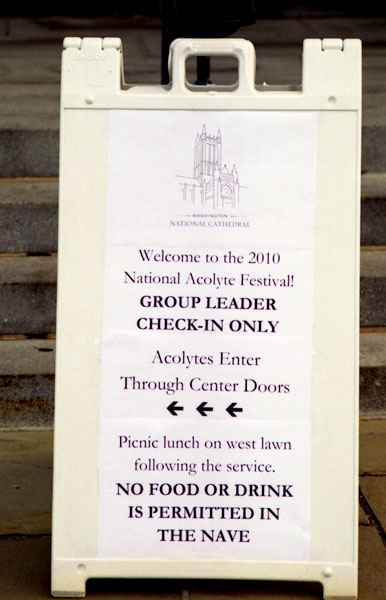 WASHINGTON
NATIONAL CATHEDRAL
Welcome to the 2010
National Acolyte Festival!
GROUP LEADER
CHECK-IN ONLY
Acolytes Enter
Through Center Doors
← ← ←
Picnic lunch on west lawn
following the service.
NO FOOD OR DRINK
IS PERMITTED IN
THE NAVE